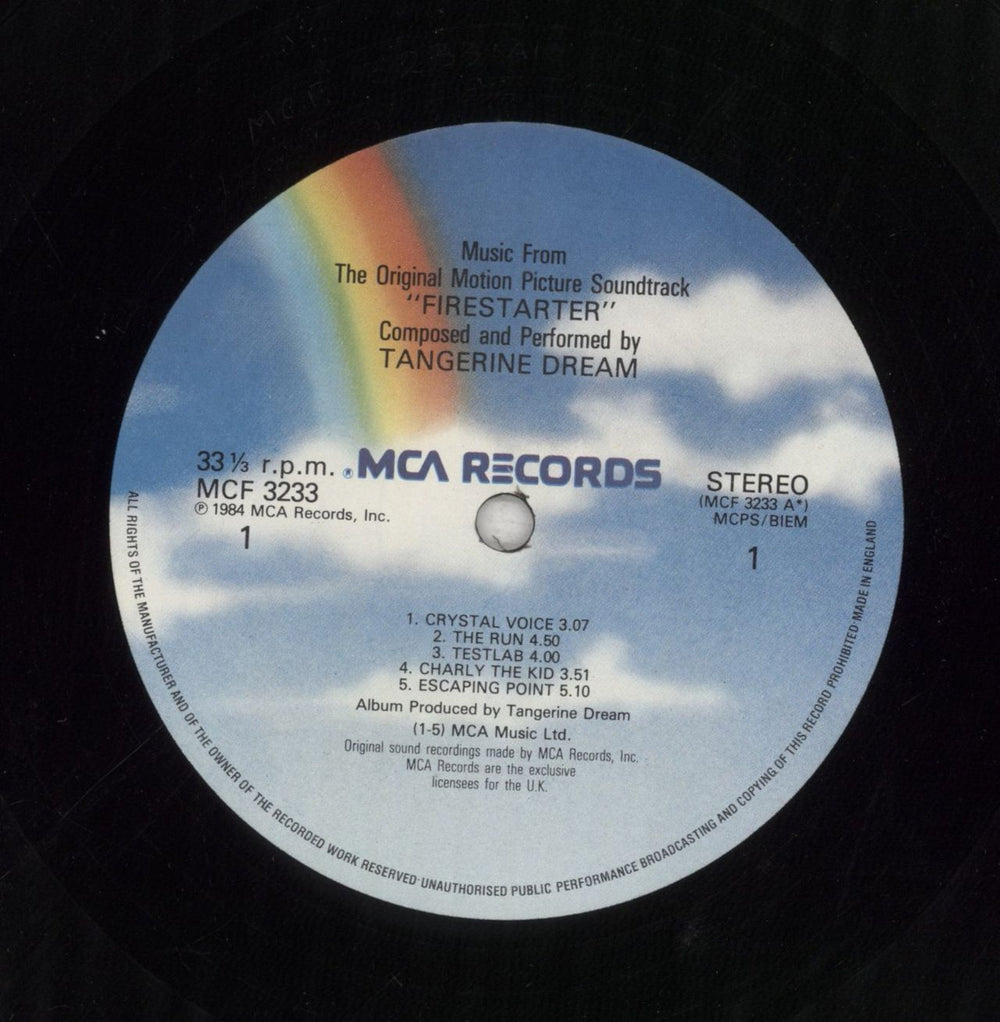 MCF 3233 A1
Music From
The Original Motion Picture Soundtrack
"FIRESTARTER"
Composed and Performed by
TANGERINE DREAM
33⅓ r.p.m.
® MCA RECORDS
MCF 3233
℗ 1984 MCA Records, Inc.
1
STEREO
(MCF 3233 A*)
MCPS/BIEM
1
1. CRYSTAL VOICE 3.07
2. THE RUN 4.50
3. TESTLAB 4.00
4. CHARLY THE KID 3.51
5. ESCAPING POINT 5.10
Album Produced by Tangerine Dream
(1-5) MCA Music Ltd.
Original sound recordings made by MCA Records, Inc.
MCA Records are the exclusive
licensees for the U.K.
ALL RIGHTS OF THE MANUFACTURER AND OF THE OWNER OF THE RECORDED WORK RESERVED·UNAUTHORISED PUBLIC PERFORMANCE BROADCASTING AND COPYING OF THIS RECORD PROHIBITED·MADE IN ENGLAND